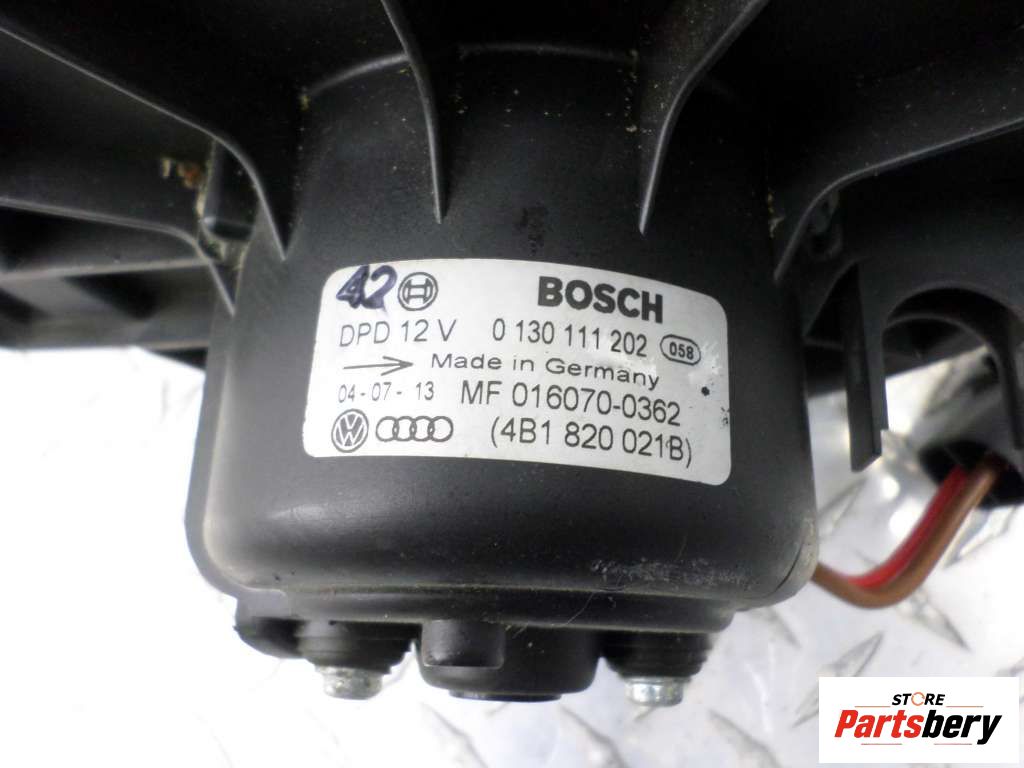 42 BOSCH
DPD 12 V 0 130 111 202 058
Made in Germany
04-07-13 MF 016070-0362
VW (4B1 820 021B)
STORE
Partsbery